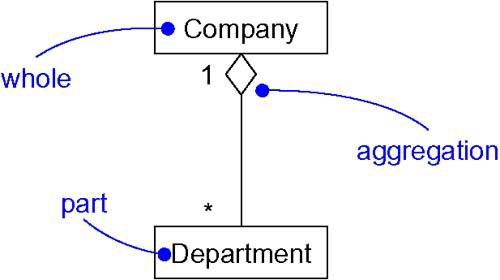 Company
whole
1
aggregation
part
*
Department